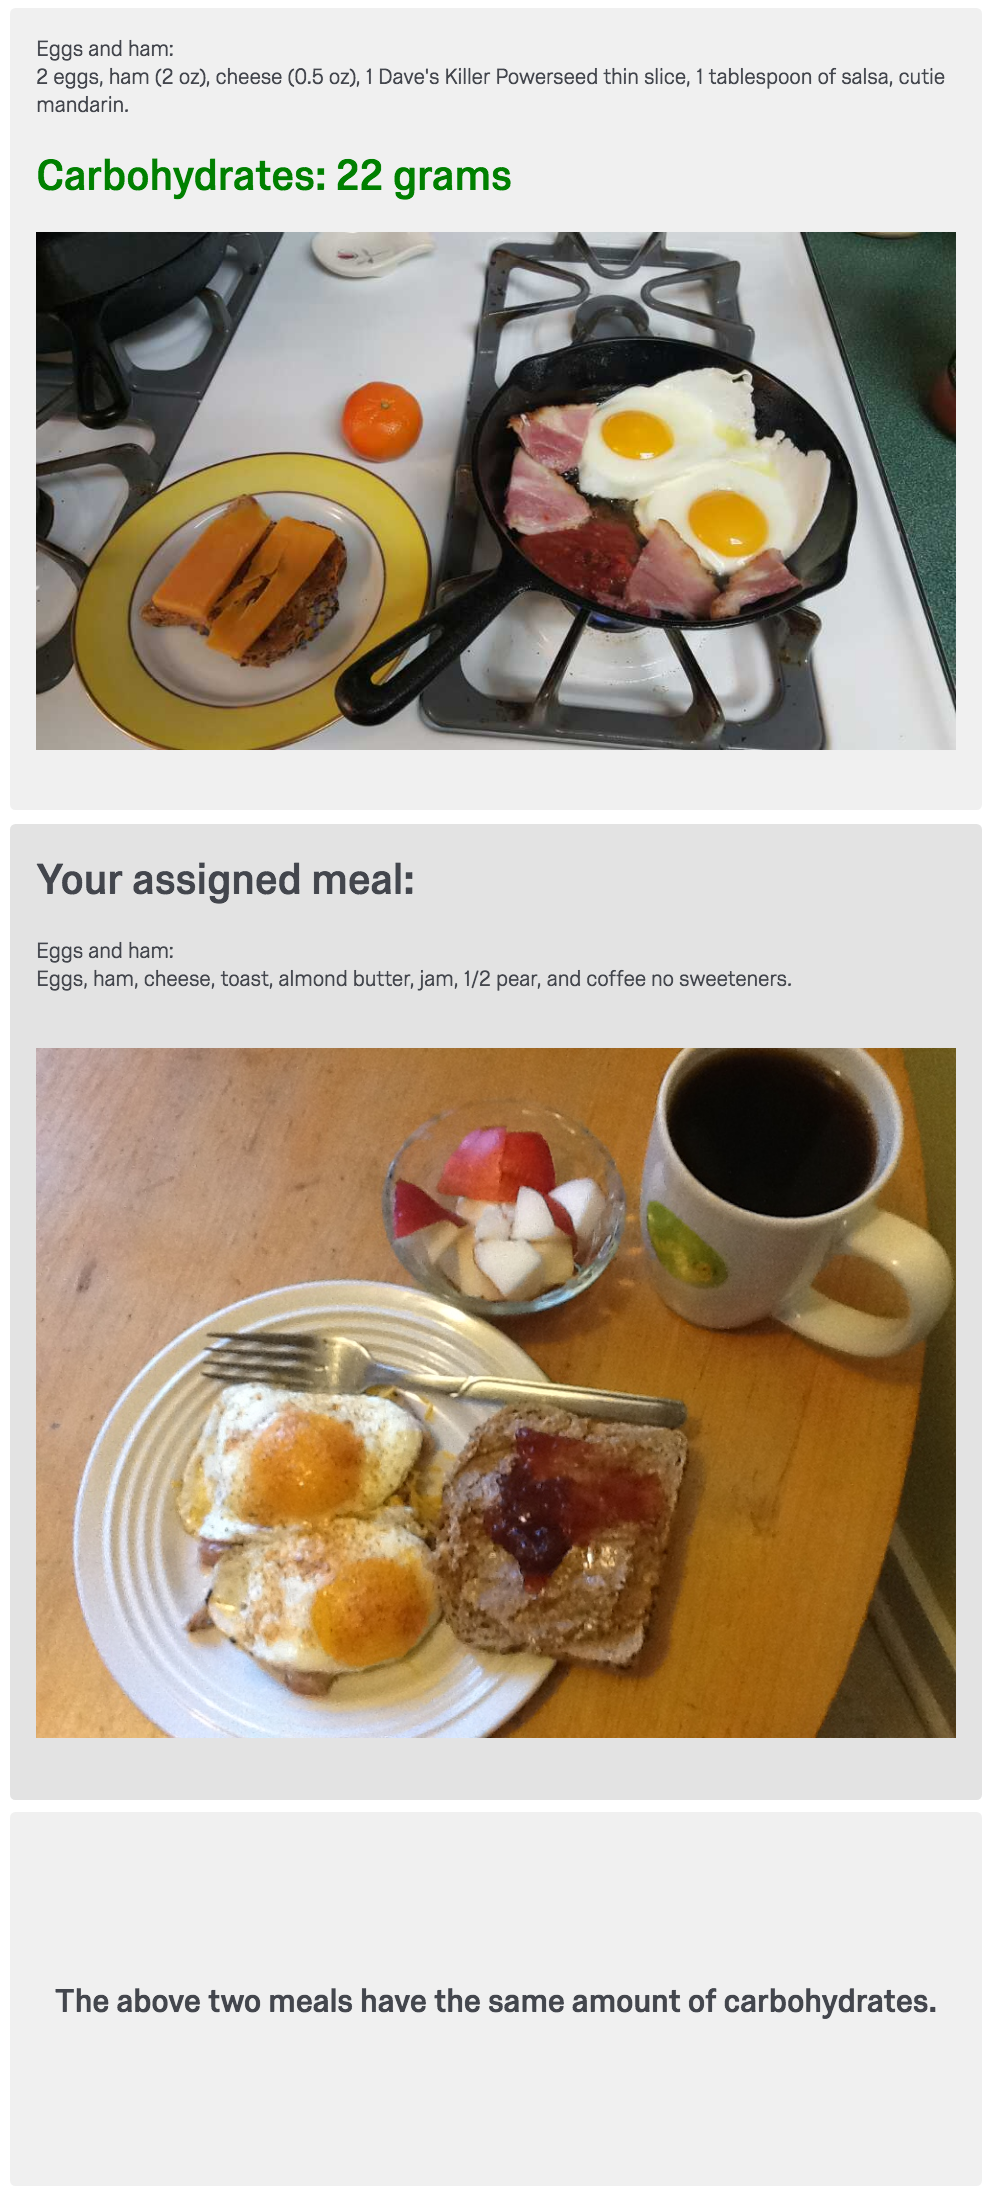 Eggs and ham:
2 eggs, ham (2 oz), cheese (0.5 oz), 1 Dave's Killer Powerseed thin slice, 1 tablespoon of salsa, cutie
mandarin.
Carbohydrates: 22 grams
Your assigned meal:
Eggs and ham:
Eggs, ham, cheese, toast, almond butter, jam, 1/2 pear, and coffee no sweeteners.
The above two meals have the same amount of carbohydrates.